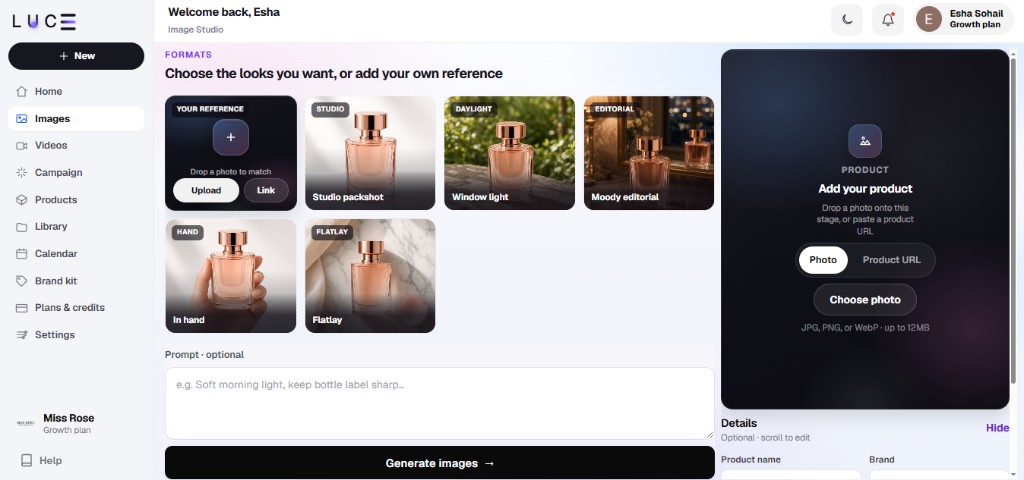 LUCE
Welcome back, Esha
Image Studio
E
Esha Sohail
Growth plan
+ New
Home
Images
Videos
Campaign
Products
Library
Calendar
Brand kit
Plans & credits
Settings
Miss Rose
Growth plan
Help
FORMATS
Choose the looks you want, or add your own reference
YOUR REFERENCE
+
Drop a photo to match
Upload
Link
STUDIO
Studio packshot
DAYLIGHT
Window light
EDITORIAL
Moody editorial
HAND
In hand
FLATLAY
Flatlay
Prompt · optional
e.g. Soft morning light, keep bottle label sharp...
Generate images →
PRODUCT
Add your product
Drop a photo onto this
stage, or paste a product
URL
Photo
Product URL
Choose photo
JPG, PNG, or WebP · up to 12MB
Details
Optional · scroll to edit
Hide
Product name
Brand